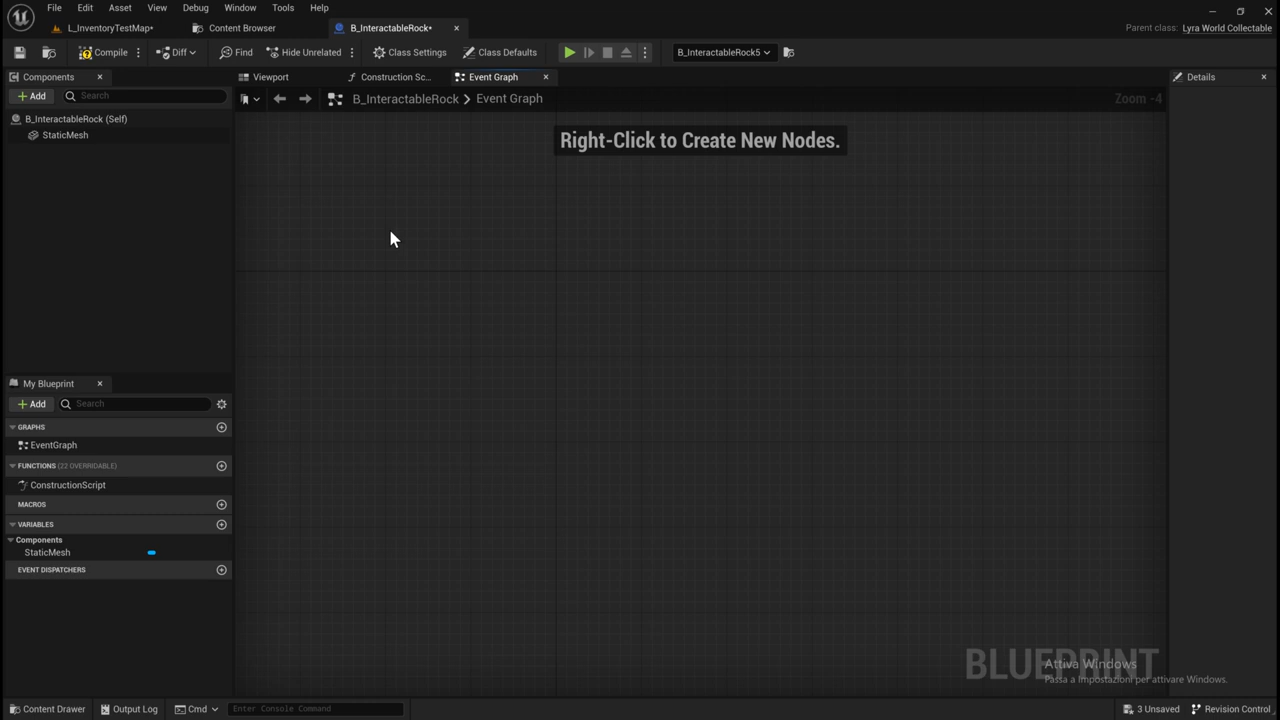 File Edit Asset View Debug Window Tools Help
L_InventoryTestMap• Content Browser B_InteractableRock•
Parent class: Lyra World Collectable
Compile Diff Find Hide Unrelated Class Settings Class Defaults B_InteractableRock5
Components Viewport Construction Sc... Event Graph Details
+ Add Search
B_InteractableRock > Event Graph Zoom -4
B_InteractableRock (Self)
StaticMesh
Right-Click to Create New Nodes.
My Blueprint
+ Add Search
GRAPHS
EventGraph
FUNCTIONS (22 OVERRIDABLE)
ConstructionScript
MACROS
VARIABLES
Components
StaticMesh
EVENT DISPATCHERS
BLUEPRINT
Attiva Windows
Passa a Impostazioni per attivare Windows.
Content Drawer Output Log Cmd Enter Console Command 3 Unsaved Revision Control